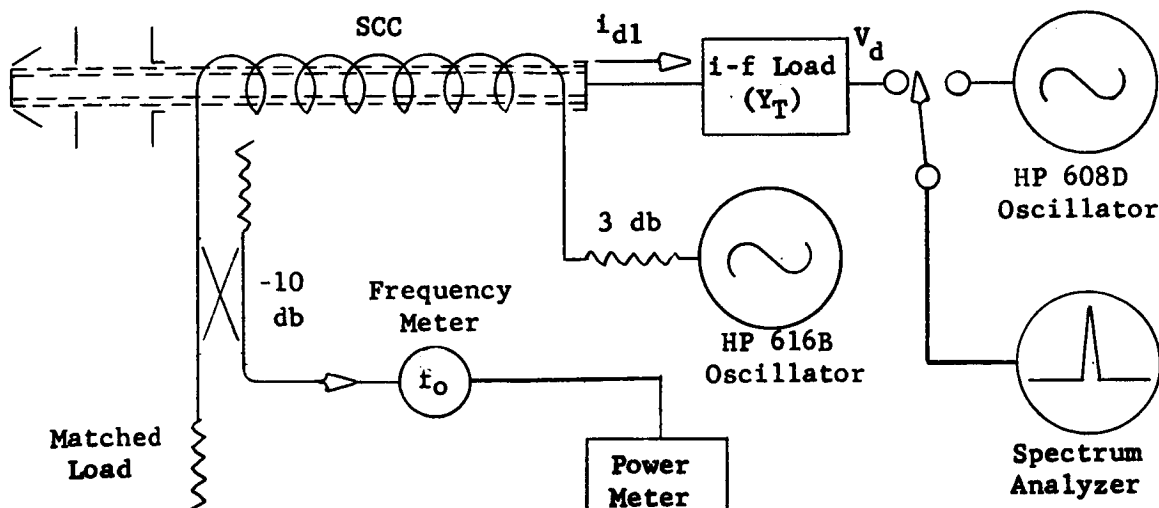 SCC
i_d1
i-f Load
(Y_T)
V_d
HP 608D
Oscillator
3 db
-10
db
Frequency
Meter
f_o
HP 616B
Oscillator
Matched
Load
Power
Meter
Spectrum
Analyzer